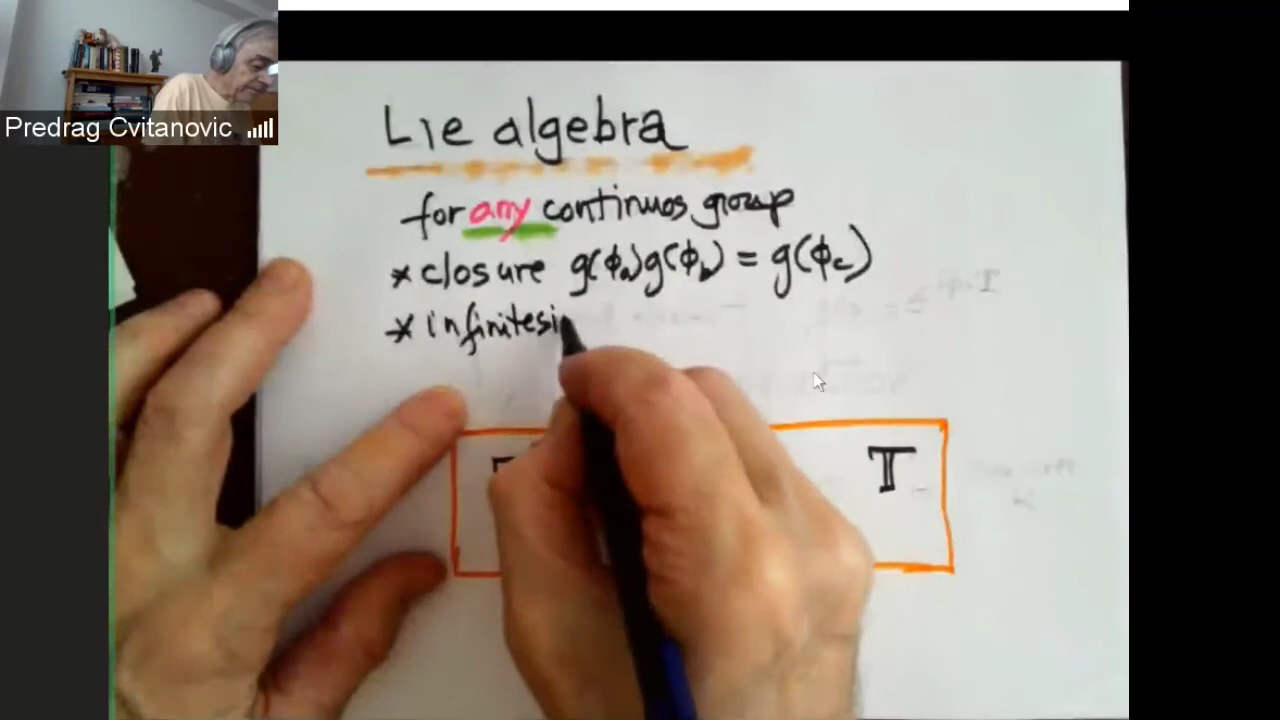 Predrag Cvitanovic
Lie algebra
for any continuos group
* closure g(ϕa)g(ϕb) = g(ϕc)
* infinitesi
T